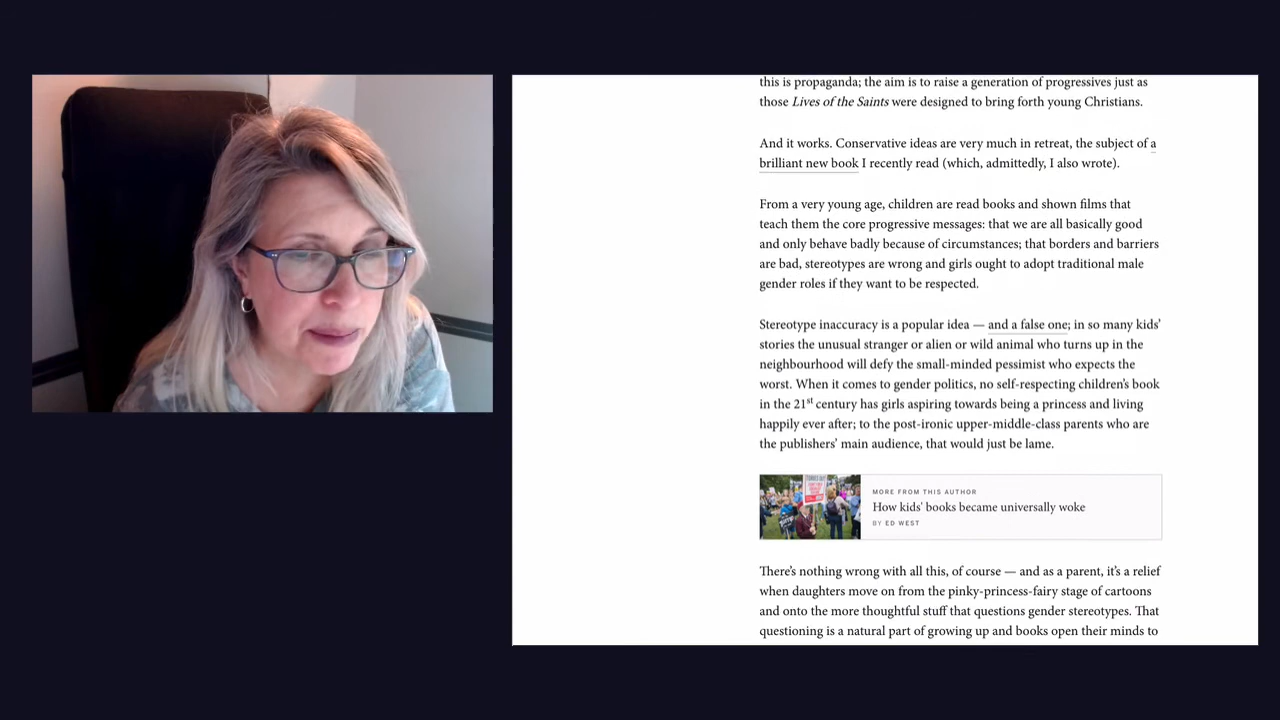 this is propaganda; the aim is to raise a generation of progressives just as
those Lives of the Saints were designed to bring forth young Christians.
And it works. Conservative ideas are very much in retreat, the subject of a
brilliant new book I recently read (which, admittedly, I also wrote).
From a very young age, children are read books and shown films that
teach them the core progressive messages: that we are all basically good
and only behave badly because of circumstances; that borders and barriers
are bad, stereotypes are wrong and girls ought to adopt traditional male
gender roles if they want to be respected.
Stereotype inaccuracy is a popular idea — and a false one; in so many kids’
stories the unusual stranger or alien or wild animal who turns up in the
neighbourhood will defy the small-minded pessimist who expects the
worst. When it comes to gender politics, no self-respecting children’s book
in the 21st century has girls aspiring towards being a princess and living
happily ever after; to the post-ironic upper-middle-class parents who are
the publishers’ main audience, that would just be lame.
MORE FROM THIS AUTHOR
How kids' books became universally woke
BY ED WEST
There’s nothing wrong with all this, of course — and as a parent, it’s a relief
when daughters move on from the pinky-princess-fairy stage of cartoons
and onto the more thoughtful stuff that questions gender stereotypes. That
questioning is a natural part of growing up and books open their minds to